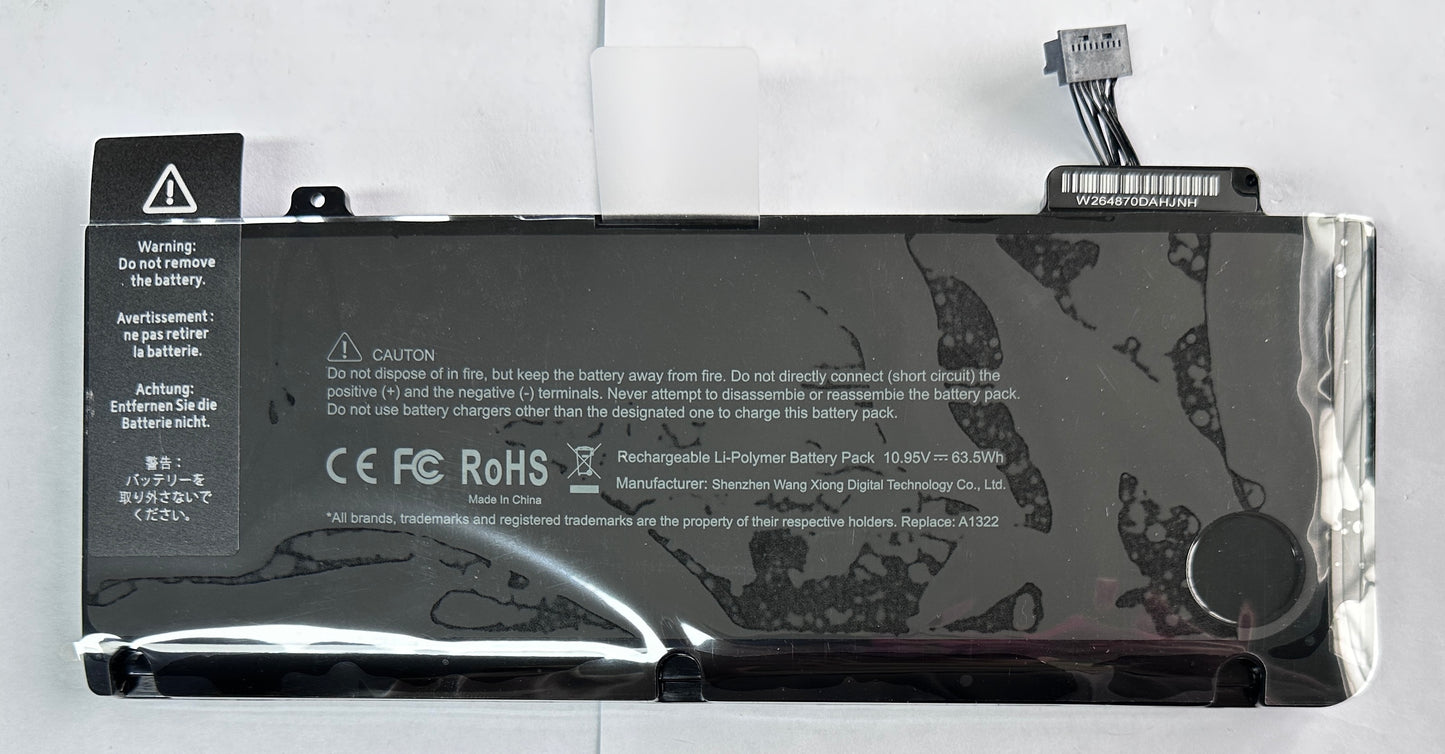 W264870DAHJNH
Warning:
Do not remove
the battery.
Avertissement :
ne pas retirer
la batterie.
Achtung:
Entfernen Sie die
Batterie nicht.
警告：
バッテリーを
取り外さないで
ください。
CAUTON
Do not dispose of in fire, but keep the battery away from fire. Do not directly connect (short circuit) the
positive (+) and the negative (-) terminals. Never attempt to disassembie or reassembie the battery pack.
Do not use battery chargers other than the designated one to charge this battery pack.
CE FC RoHS
Made In China
Rechargeable Li-Polymer Battery Pack 10.95V⎓63.5Wh
Manufacturer: Shenzhen Wang Xiong Digital Technology Co., Ltd.
*All brands, trademarks and registered trademarks are the property of their respective holders. Replace: A1322